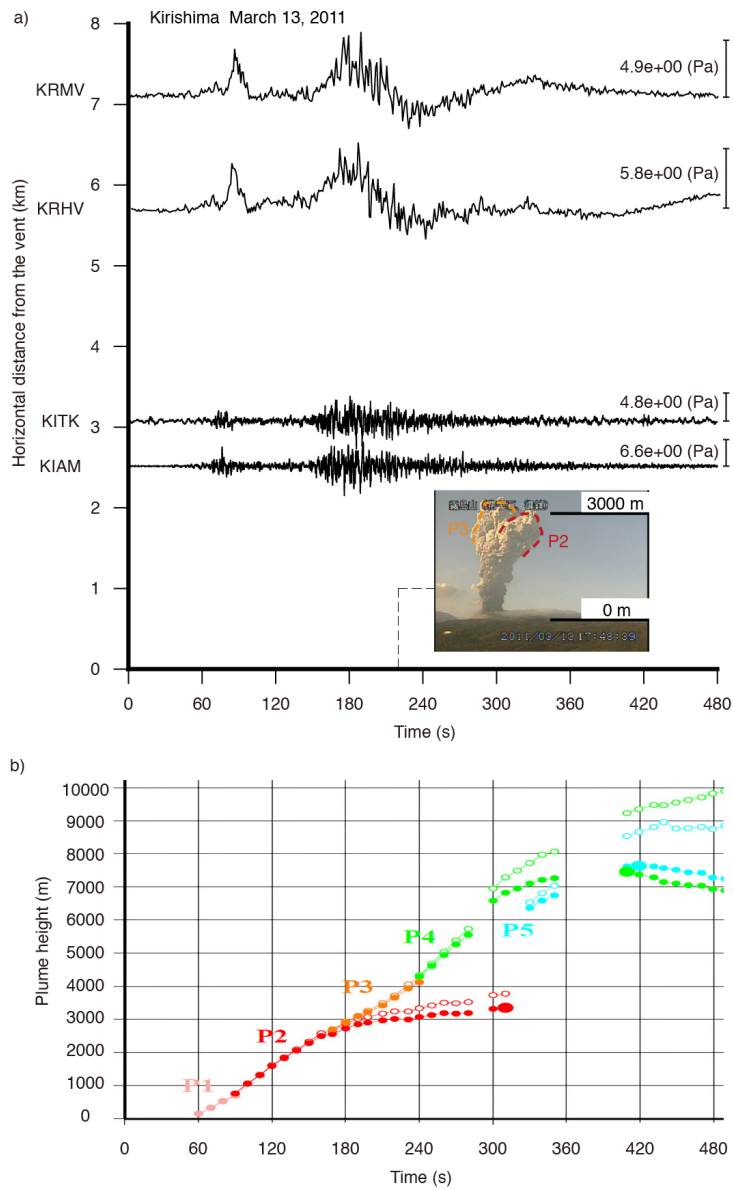 a)
Kirishima March 13, 2011
8
KRMV
4.9e+00 (Pa)
7
KRHV
5.8e+00 (Pa)
6
5
4
KITK
4.8e+00 (Pa)
3
KIAM
6.6e+00 (Pa)
2
3000 m
P3
P2
1
0 m
2011/03/13 17:48:39
0
Horizontal distance from the vent (km)
0 60 120 180 240 300 360 420 480
Time (s)
b)
10000
9000
8000
7000
6000
5000
4000
3000
2000
1000
0
Plume height (m)
P1
P2
P3
P4
P5
0 60 120 180 240 300 360 420 480
Time (s)